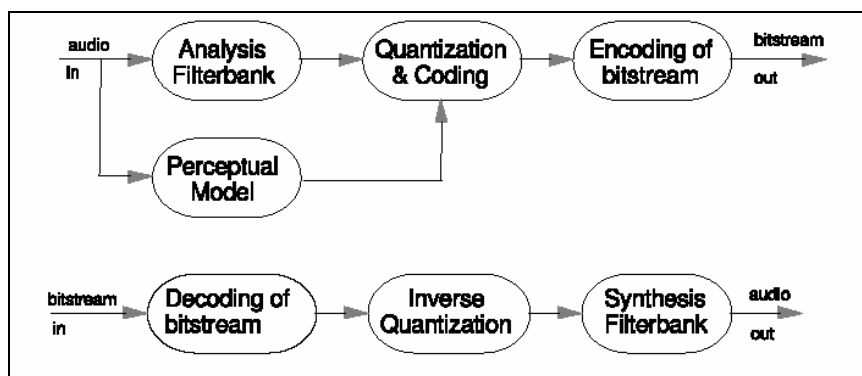 audio
in
Analysis
Filterbank
Quantization
& Coding
Encoding of
bitstream
bitstream
out
Perceptual
Model
bitstream
in
Decoding of
bitstream
Inverse
Quantization
Synthesis
Filterbank
audio
out